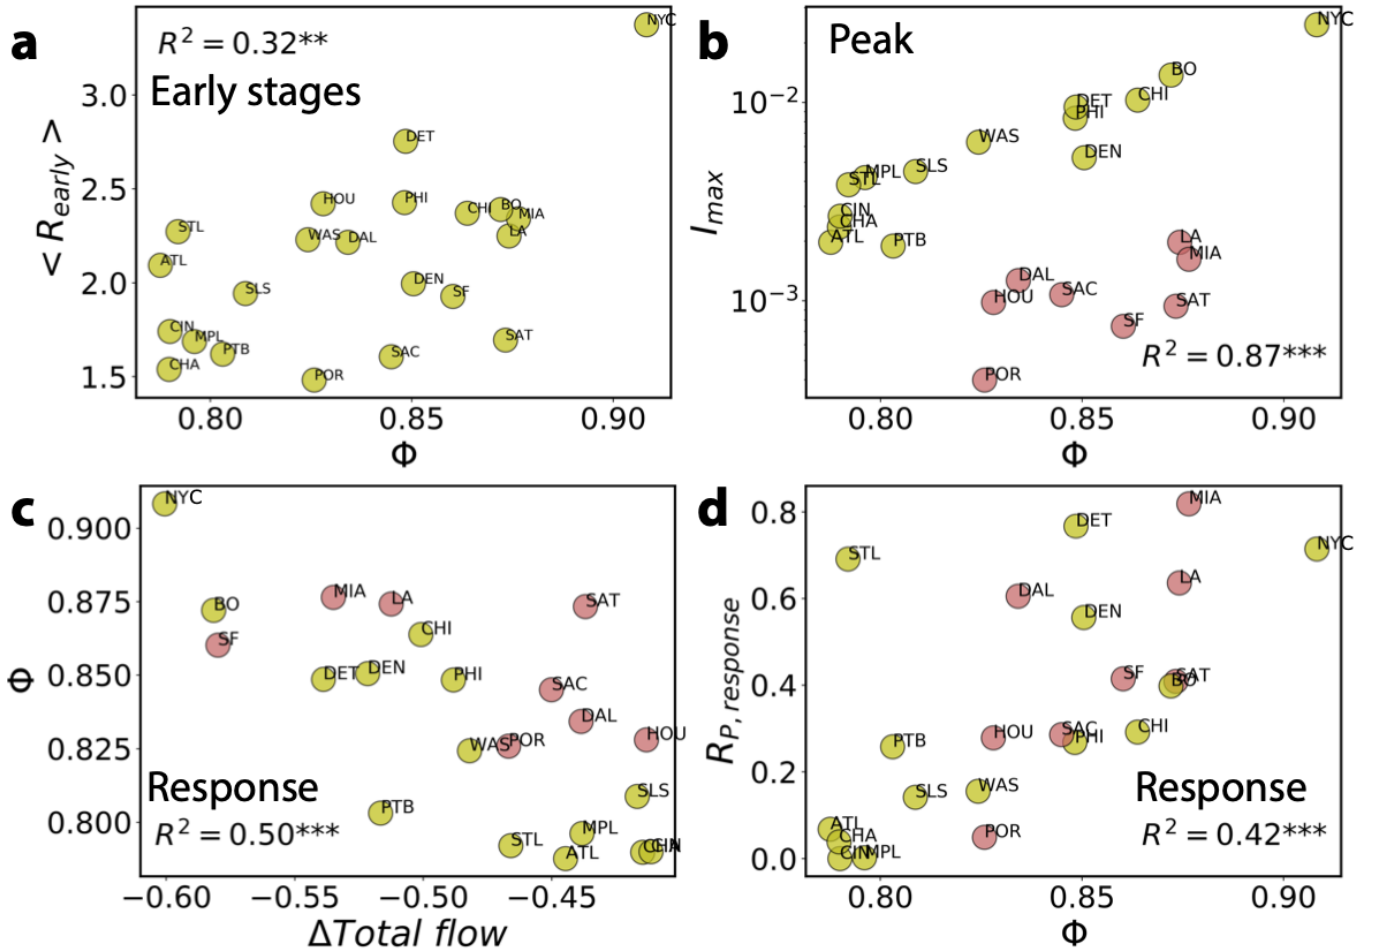 a
R² = 0.32**
Early stages
NYC
DET
HOU
PHI
CHI
BO
MIA
LA
STL
WAS
DAL
ATL
DEN
SF
SLS
CIN
MPL
PTB
SAT
SAC
CHA
POR
3.0
2.5
2.0
1.5
< R_early >
0.80
0.85
0.90
Φ
b
Peak
NYC
BO
CHI
DET
PHI
WAS
DEN
SLS
MPL
STL
CIN
CHA
ATL
PTB
LA
MIA
DAL
SAC
HOU
SAT
SF
POR
R² = 0.87***
10⁻²
10⁻³
I_max
0.80
0.85
0.90
Φ
c
NYC
BO
MIA
LA
SAT
SF
CHI
DET
DEN
PHI
SAC
DAL
HOU
WAS
POR
SLS
PTB
MPL
STL
ATL
CHA
CIN
Response
R² = 0.50***
0.900
0.875
0.850
0.825
0.800
Φ
−0.60
−0.55
−0.50
−0.45
ΔTotal flow
d
MIA
DET
NYC
STL
LA
DAL
DEN
SF
SAT
BO
CHI
HOU
SAC
PHI
PTB
WAS
SLS
ATL
CHA
POR
CIN
MPL
Response
R² = 0.42***
0.8
0.6
0.4
0.2
0.0
R_P, response
0.80
0.85
0.90
Φ